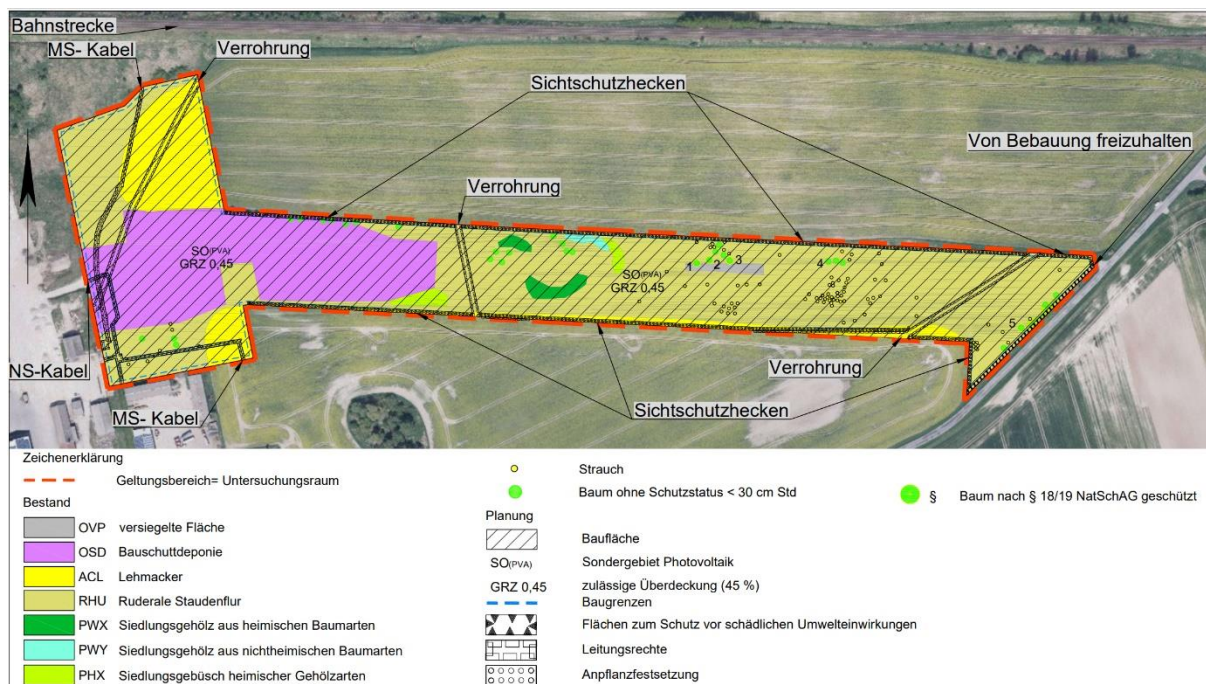 Bahnstrecke
MS- Kabel
Verrohrung
Sichtschutzhecken
Von Bebauung freizuhalten
Verrohrung
SO(PVA)
GRZ 0,45
1
2
3
4
SO(PVA)
GRZ 0,45
5
NS-Kabel
MS- Kabel
Verrohrung
Sichtschutzhecken
Zeichenerklärung
Geltungsbereich= Untersuchungsraum
Bestand
OVP versiegelte Fläche
OSD Bauschuttdeponie
ACL Lehmacker
RHU Ruderale Staudenflur
PWX Siedlungsgehölz aus heimischen Baumarten
PWY Siedlungsgehölz aus nichtheimischen Baumarten
PHX Siedlungsgebüsch heimischer Gehölzarten
Strauch
Baum ohne Schutzstatus < 30 cm Std
§ Baum nach § 18/19 NatSchAG geschützt
Planung
Baufläche
SO(PVA) Sondergebiet Photovoltaik
GRZ 0,45 zulässige Überdeckung (45 %)
Baugrenzen
Flächen zum Schutz vor schädlichen Umwelteinwirkungen
Leitungsrechte
Anpflanzfestsetzung